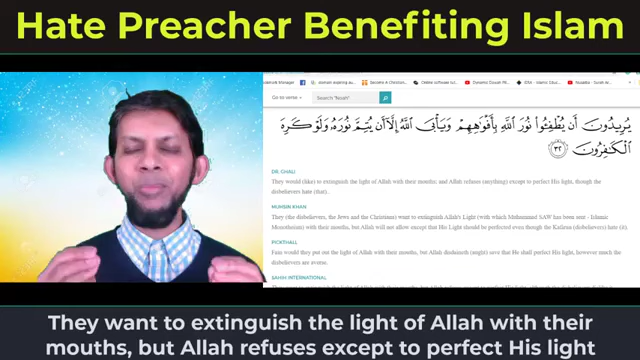 Hate Preacher Benefiting Islam
Go to verse
Search "Tawbah"
يُرِيدُونَ أَن يُطْفِـُٔوا۟ نُورَ ٱللَّهِ بِأَفْوَٰهِهِمْ وَيَأْبَى ٱللَّهُ إِلَّآ أَن يُتِمَّ نُورَهُۥ وَلَوْ كَرِهَ
ٱلْكَـٰفِرُونَ ٣٢
DR. GHALI
They would (like) to extinguish the light of Allah with their mouths; and Allah refuses (anything) except to perfect His light, though the
disbelievers hate (that).
MUHSIN KHAN
They (the disbelievers, the Jews and the Christians) want to extinguish Allah's Light (with which Muhammad SAW has been sent - Islamic
Monotheism) with their mouths, but Allah will not allow except that His Light should be perfected even though the Kafirun (disbelievers) hate (it).
PICKTHALL
Fain would they put out the light of Allah with their mouths, but Allah disdaineth (aught) save that He shall perfect His light, however much the
disbelievers are averse.
SAHIH INTERNATIONAL
They want to extinguish the light of Allah with their
mouths, but Allah refuses except to perfect His light